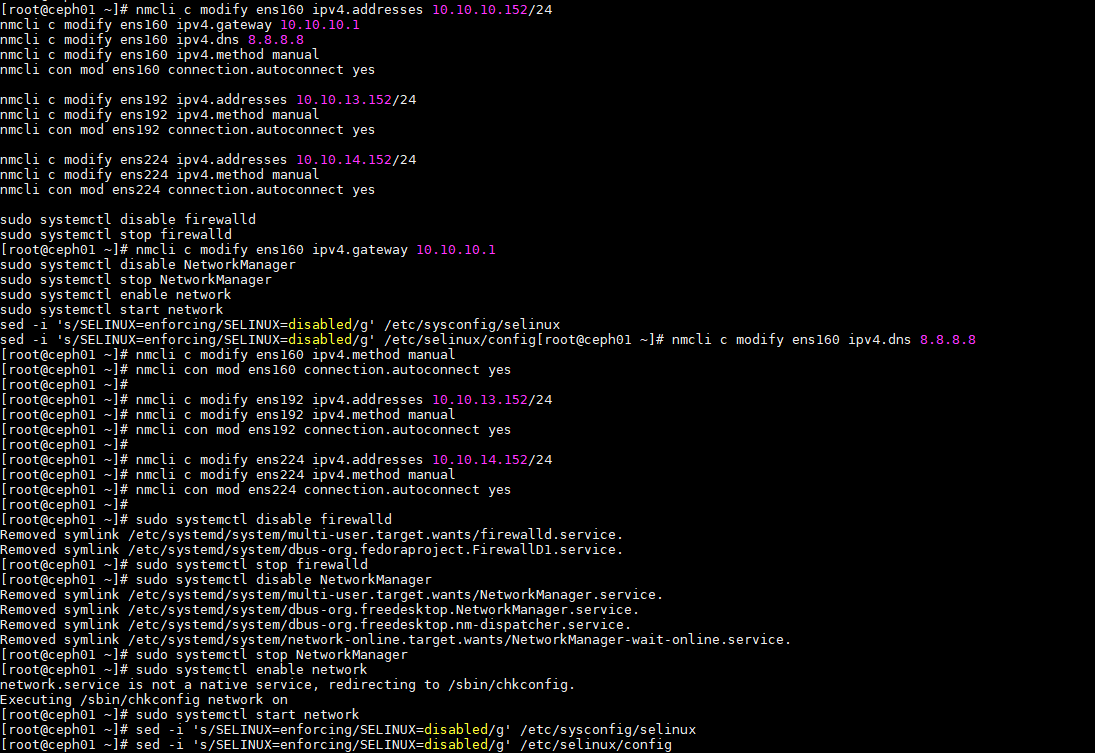 [root@ceph01 ~]# nmcli c modify ens160 ipv4.addresses 10.10.10.152/24
nmcli c modify ens160 ipv4.gateway 10.10.10.1
nmcli c modify ens160 ipv4.dns 8.8.8.8
nmcli c modify ens160 ipv4.method manual
nmcli con mod ens160 connection.autoconnect yes

nmcli c modify ens192 ipv4.addresses 10.10.13.152/24
nmcli c modify ens192 ipv4.method manual
nmcli con mod ens192 connection.autoconnect yes

nmcli c modify ens224 ipv4.addresses 10.10.14.152/24
nmcli c modify ens224 ipv4.method manual
nmcli con mod ens224 connection.autoconnect yes

sudo systemctl disable firewalld
sudo systemctl stop firewalld
[root@ceph01 ~]# nmcli c modify ens160 ipv4.gateway 10.10.10.1
sudo systemctl disable NetworkManager
sudo systemctl stop NetworkManager
sudo systemctl enable network
sudo systemctl start network
sed -i 's/SELINUX=enforcing/SELINUX=disabled/g' /etc/sysconfig/selinux
sed -i 's/SELINUX=enforcing/SELINUX=disabled/g' /etc/selinux/config[root@ceph01 ~]# nmcli c modify ens160 ipv4.dns 8.8.8.8
[root@ceph01 ~]# nmcli c modify ens160 ipv4.method manual
[root@ceph01 ~]# nmcli con mod ens160 connection.autoconnect yes
[root@ceph01 ~]#
[root@ceph01 ~]# nmcli c modify ens192 ipv4.addresses 10.10.13.152/24
[root@ceph01 ~]# nmcli c modify ens192 ipv4.method manual
[root@ceph01 ~]# nmcli con mod ens192 connection.autoconnect yes
[root@ceph01 ~]#
[root@ceph01 ~]# nmcli c modify ens224 ipv4.addresses 10.10.14.152/24
[root@ceph01 ~]# nmcli c modify ens224 ipv4.method manual
[root@ceph01 ~]# nmcli con mod ens224 connection.autoconnect yes
[root@ceph01 ~]#
[root@ceph01 ~]# sudo systemctl disable firewalld
Removed symlink /etc/systemd/system/multi-user.target.wants/firewalld.service.
Removed symlink /etc/systemd/system/dbus-org.fedoraproject.FirewallD1.service.
[root@ceph01 ~]# sudo systemctl stop firewalld
[root@ceph01 ~]# sudo systemctl disable NetworkManager
Removed symlink /etc/systemd/system/multi-user.target.wants/NetworkManager.service.
Removed symlink /etc/systemd/system/dbus-org.freedesktop.NetworkManager.service.
Removed symlink /etc/systemd/system/dbus-org.freedesktop.nm-dispatcher.service.
Removed symlink /etc/systemd/system/network-online.target.wants/NetworkManager-wait-online.service.
[root@ceph01 ~]# sudo systemctl stop NetworkManager
[root@ceph01 ~]# sudo systemctl enable network
network.service is not a native service, redirecting to /sbin/chkconfig.
Executing /sbin/chkconfig network on
[root@ceph01 ~]# sudo systemctl start network
[root@ceph01 ~]# sed -i 's/SELINUX=enforcing/SELINUX=disabled/g' /etc/sysconfig/selinux
[root@ceph01 ~]# sed -i 's/SELINUX=enforcing/SELINUX=disabled/g' /etc/selinux/config